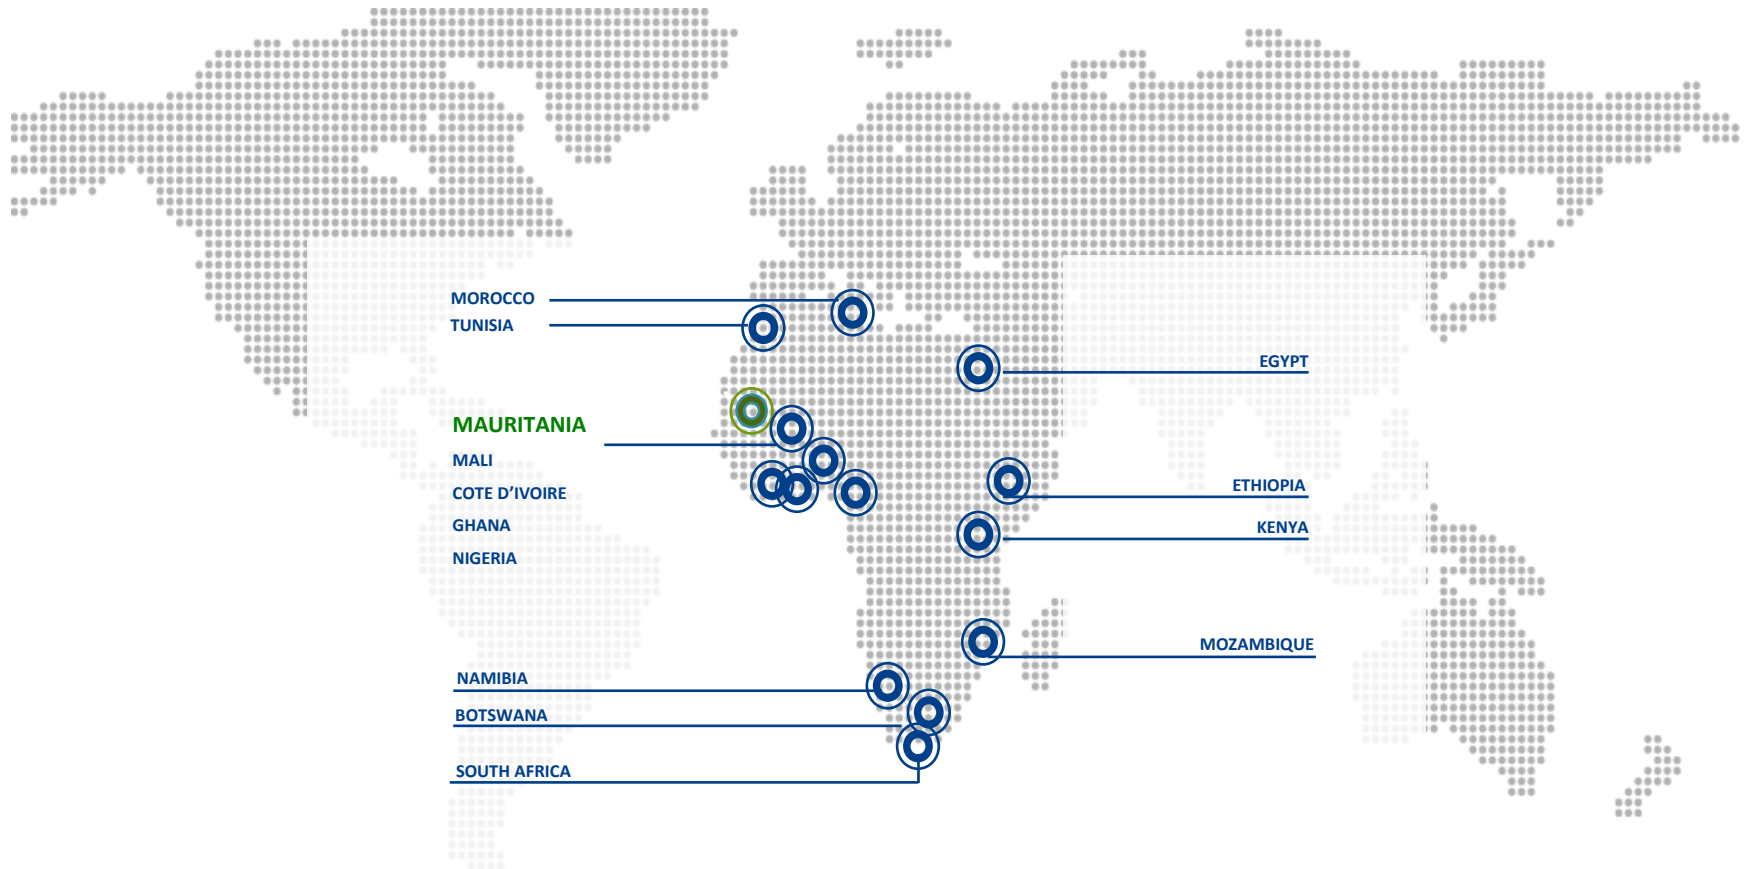 MOROCCO
TUNISIA
EGYPT
MAURITANIA
MALI
COTE D’IVOIRE
ETHIOPIA
GHANA
KENYA
NIGERIA
MOZAMBIQUE
NAMIBIA
BOTSWANA
SOUTH AFRICA